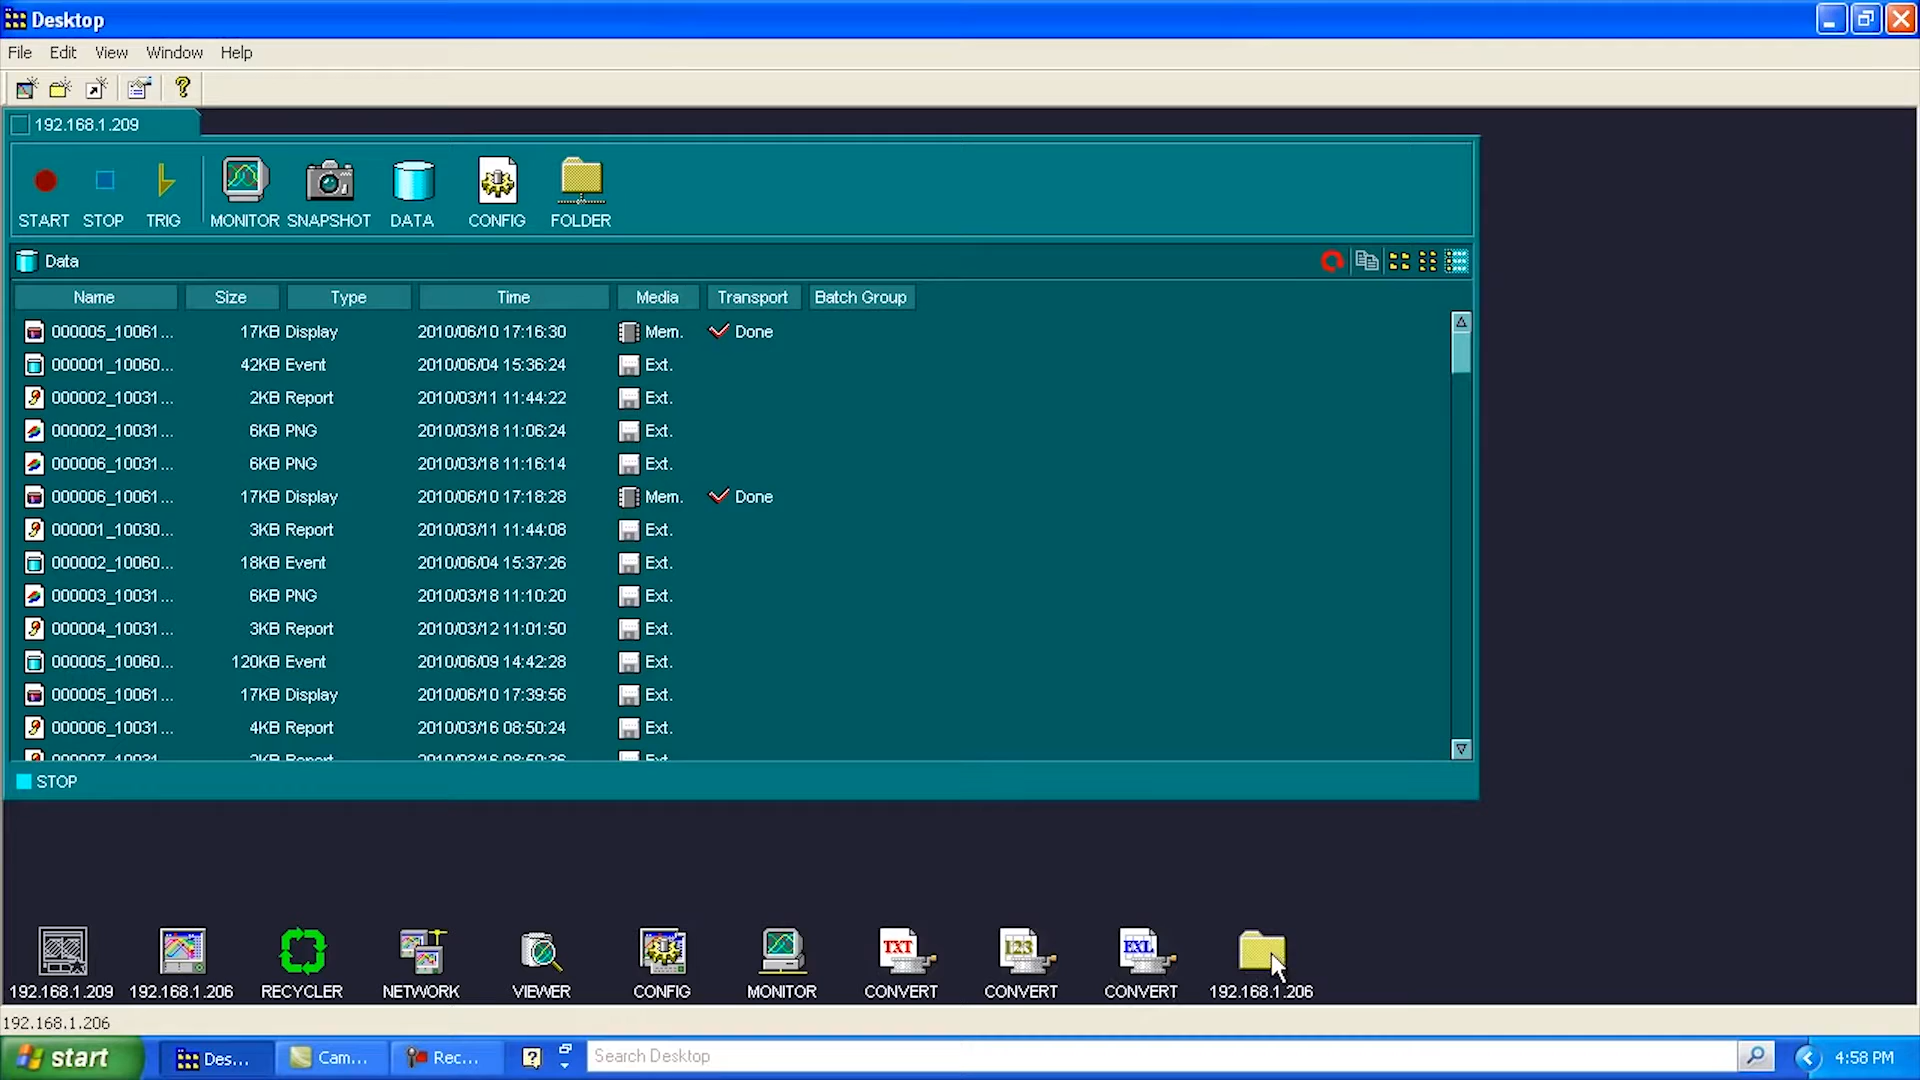 Desktop
File Edit View Window Help
192.168.1.209
START STOP TRIG MONITOR SNAPSHOT DATA CONFIG FOLDER
Data
Name Size Type Time Media Transport Batch Group
000005_10061... 17KB Display 2010/06/10 17:16:30 Mem. Done
000001_10060... 42KB Event 2010/06/04 15:36:24 Ext.
000002_10031... 2KB Report 2010/03/11 11:44:22 Ext.
000002_10031... 6KB PNG 2010/03/18 11:06:24 Ext.
000006_10031... 6KB PNG 2010/03/18 11:16:14 Ext.
000006_10061... 17KB Display 2010/06/10 17:18:28 Mem. Done
000001_10030... 3KB Report 2010/03/11 11:44:08 Ext.
000002_10060... 18KB Event 2010/06/04 15:37:26 Ext.
000003_10031... 6KB PNG 2010/03/18 11:10:20 Ext.
000004_10031... 3KB Report 2010/03/12 11:01:50 Ext.
000005_10060... 120KB Event 2010/06/09 14:42:28 Ext.
000005_10061... 17KB Display 2010/06/10 17:39:56 Ext.
000006_10031... 4KB Report 2010/03/16 08:50:24 Ext.
STOP
192.168.1.209 192.168.1.206 RECYCLER NETWORK VIEWER CONFIG MONITOR TXT CONVERT 123 CONVERT EXL CONVERT 192.168.1.206
192.168.1.206
start Des... Cam... Rec... Search Desktop 4:58 PM